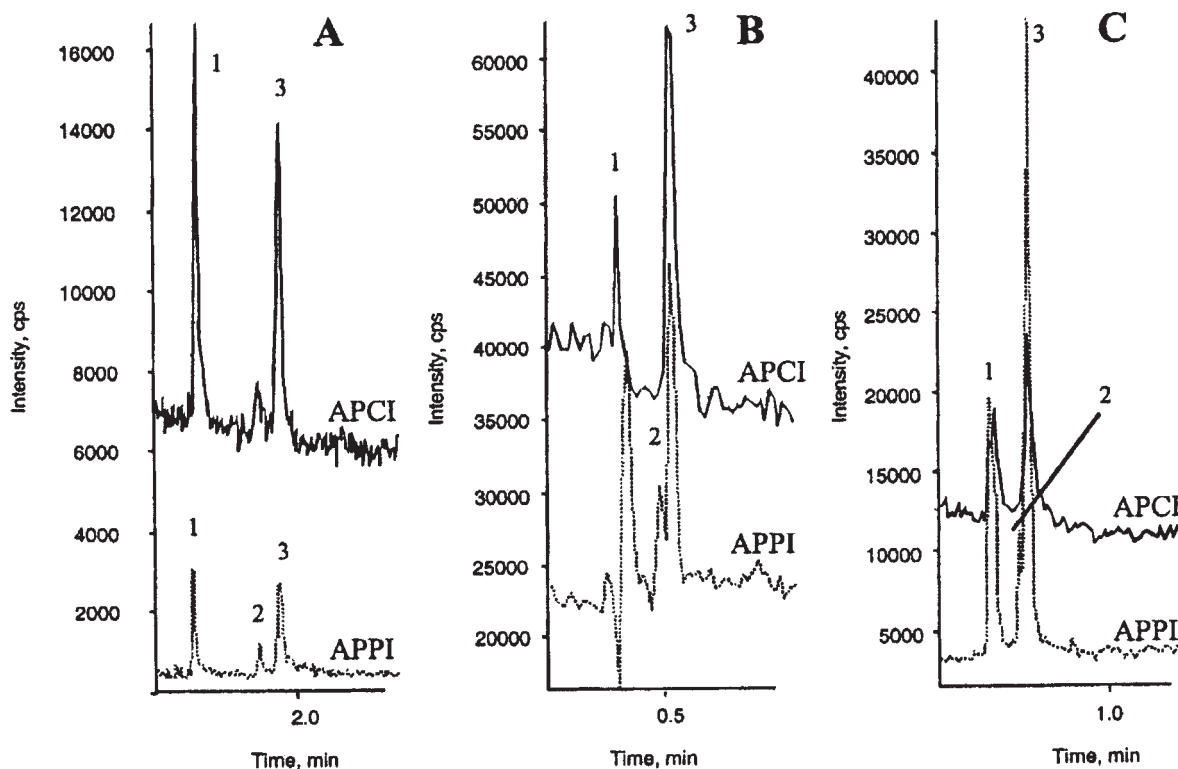 A
16000
14000
12000
10000
8000
6000
4000
2000
Intensity, cps
1
3
APCI
1
2
3
APPI
2.0
Time, min
B
60000
55000
50000
45000
40000
35000
30000
25000
20000
Intensity, cps
3
1
APCI
2
APPI
0.5
Time, min
C
40000
35000
30000
25000
20000
15000
10000
5000
Intensity, cps
3
1
2
APCI
APPI
1.0
Time, min